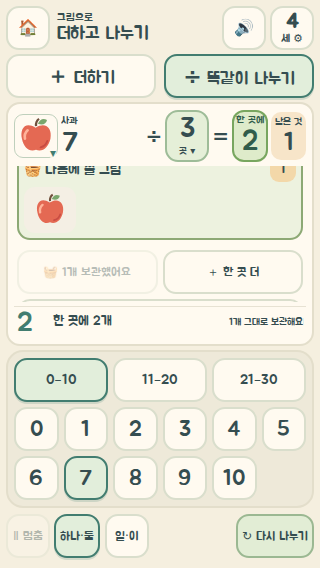 그림으로
더하고 나누기
4
세 ⚙
+ 더하기
÷ 똑같이 나누기
사과
7
÷
3
곳 ▾
=
한 곳에
2
남은 것
1
나눔에 쓸 그림
1
1개 보관했어요
+ 한 곳 더
2
한 곳에 2개
1개 그대로 보관해요
0–10
11–20
21–30
0
1
2
3
4
5
6
7
8
9
10
Ⅱ 멈춤
하나·둘
일·이
↻ 다시 나누기